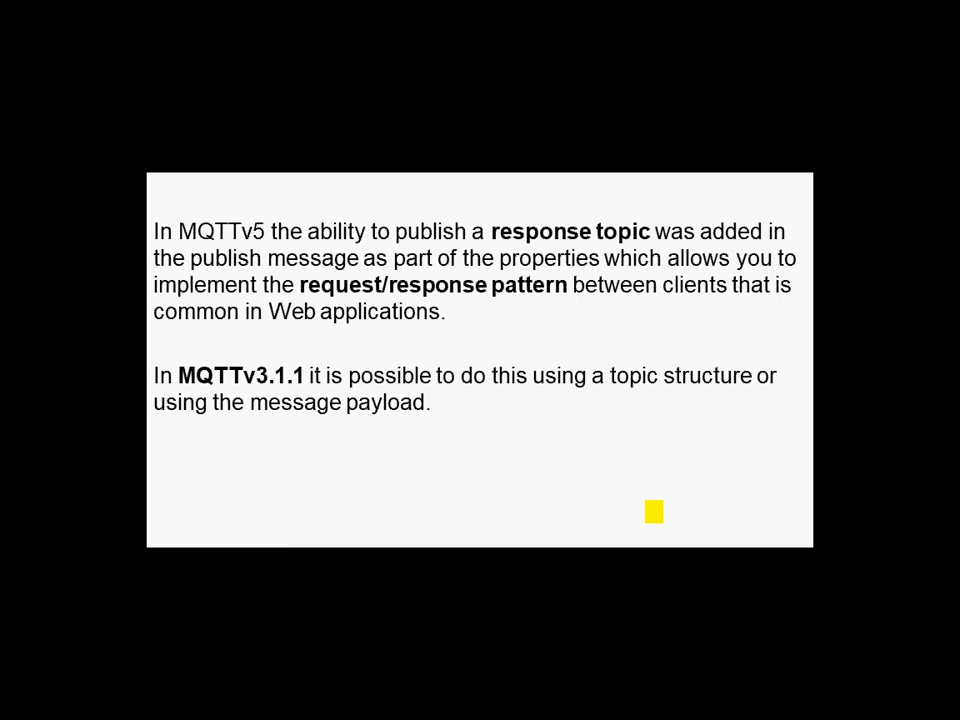 In MQTTv5 the ability to publish a response topic was added in
the publish message as part of the properties which allows you to
implement the request/response pattern between clients that is
common in Web applications.
In MQTTv3.1.1 it is possible to do this using a topic structure or
using the message payload.